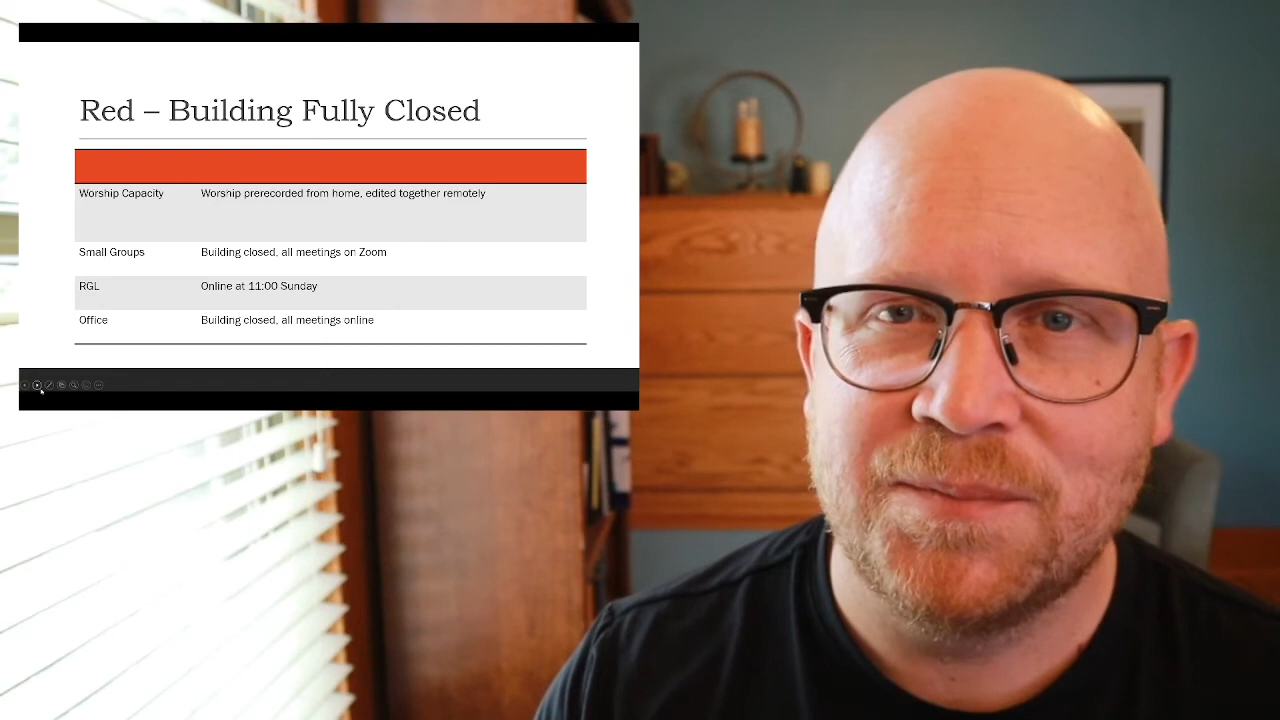 Red – Building Fully Closed
Worship Capacity Worship prerecorded from home, edited together remotely
Small Groups Building closed, all meetings on Zoom
RGL Online at 11:00 Sunday
Office Building closed, all meetings online